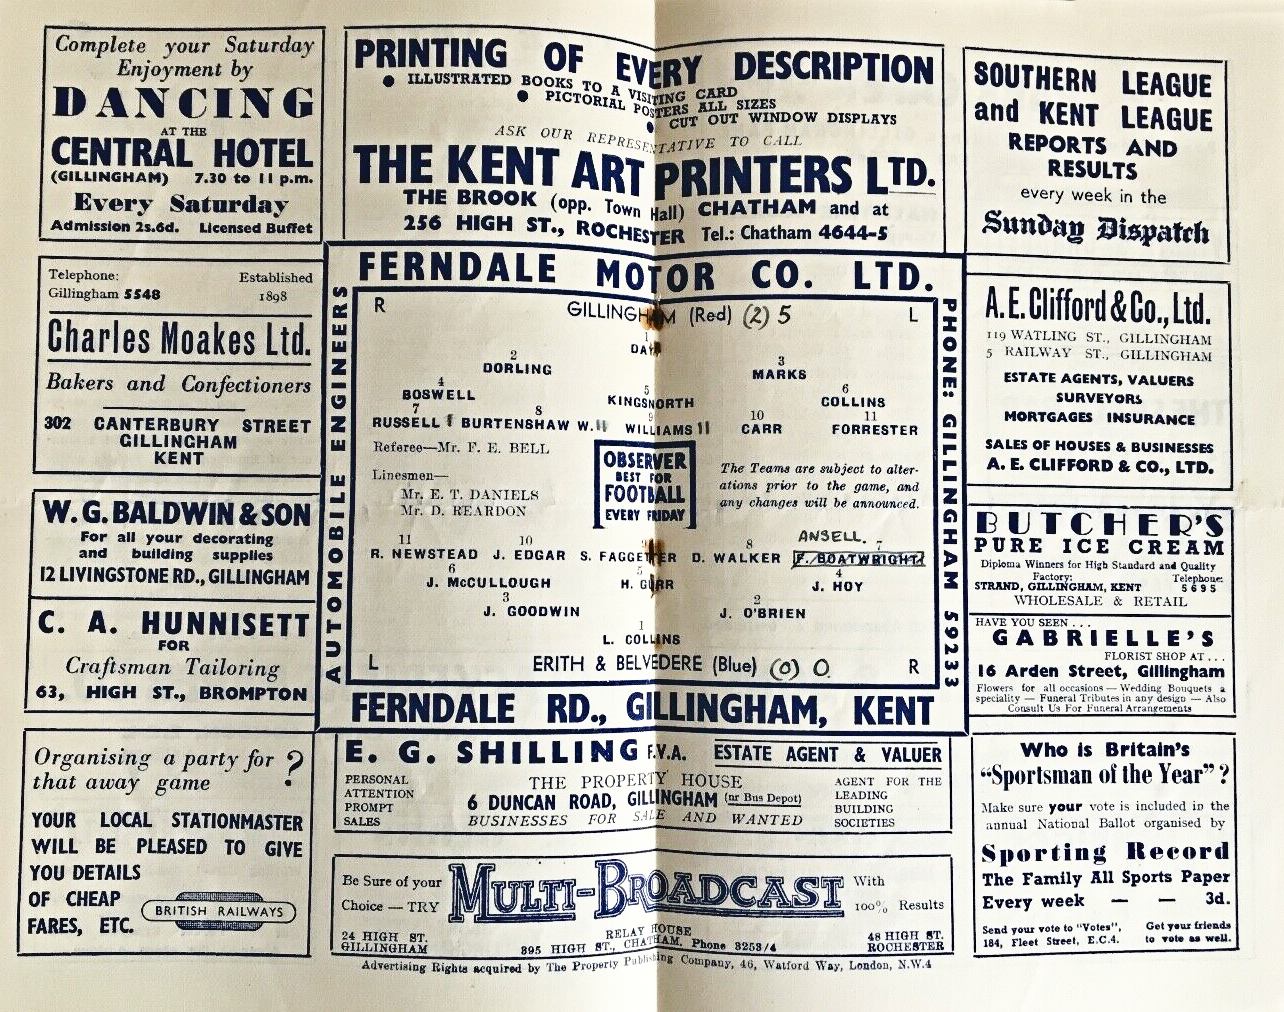 Complete your Saturday
Enjoyment by
DANCING
AT THE
CENTRAL HOTEL
(GILLINGHAM) 7.30 to 11 p.m.
Every Saturday
Admission 2s.6d. Licensed Buffet
Telephone: Established
Gillingham 5548 1898
Charles Moakes Ltd.
Bakers and Confectioners
302 CANTERBURY STREET
GILLINGHAM
KENT
W. G. BALDWIN & SON
For all your decorating
and building supplies
12 LIVINGSTONE RD., GILLINGHAM
C. A. HUNNISETT
FOR
Craftsman Tailoring
63, HIGH ST., BROMPTON
Organising a party for
that away game ?
YOUR LOCAL STATIONMASTER
WILL BE PLEASED TO GIVE
YOU DETAILS
OF CHEAP
FARES, ETC.
BRITISH RAILWAYS
PRINTING OF EVERY DESCRIPTION
● ILLUSTRATED BOOKS TO A VISITING CARD
● PICTORIAL POSTERS ALL SIZES
● CUT OUT WINDOW DISPLAYS
ASK OUR REPRESENTATIVE TO CALL
THE KENT ART PRINTERS LTD.
THE BROOK (opp. Town Hall) CHATHAM and at
256 HIGH ST., ROCHESTER Tel.: Chatham 4644-5
FERNDALE MOTOR CO. LTD.
AUTOMOBILE ENGINEERS
PHONE: GILLINGHAM 59233
R GILLINGHAM (Red) (2) 5 L
1
DAY
2 3
DORLING MARKS
4 5 6
BOSWELL KINGSNORTH COLLINS
7 8 9 10 11
RUSSELL 1 BURTENSHAW W. 11 WILLIAMS 11 CARR FORRESTER
Referee—Mr. F. E. BELL
Linesmen—
Mr. E. T. DANIELS
Mr. D. REARDON
OBSERVER
BEST FOR
FOOTBALL
EVERY FRIDAY
The Teams are subject to alter-
ations prior to the game, and
any changes will be announced.
ANSELL.
11 10 9 8 7
R. NEWSTEAD J. EDGAR S. FAGGETTER D. WALKER F. BOATWRIGHT
6 5 4
J. McCULLOUGH H. GURR J. HOY
3 2
J. GOODWIN J. O'BRIEN
1
L. COLLINS
L ERITH & BELVEDERE (Blue) (0) 0. R
FERNDALE RD., GILLINGHAM, KENT
E. G. SHILLING F.V.A. ESTATE AGENT & VALUER
PERSONAL
ATTENTION
PROMPT
SALES
THE PROPERTY HOUSE
6 DUNCAN ROAD, GILLINGHAM (nr Bus Depot)
BUSINESSES FOR SALE AND WANTED
AGENT FOR THE
LEADING
BUILDING
SOCIETIES
Be Sure of your
Choice — TRY
MULTI-BROADCAST
With
100% Results
24 HIGH ST.
GILLINGHAM
RELAY HOUSE
395 HIGH ST., CHATHAM, Phone 3253/4
48 HIGH ST.
ROCHESTER
Advertising Rights acquired by The Property Publishing Company, 46, Watford Way, London, N.W.4
SOUTHERN LEAGUE
and KENT LEAGUE
REPORTS AND
RESULTS
every week in the
Sunday Dispatch
A. E. Clifford & Co., Ltd.
119 WATLING ST., GILLINGHAM
5 RAILWAY ST., GILLINGHAM
ESTATE AGENTS, VALUERS
SURVEYORS
MORTGAGES INSURANCE
SALES OF HOUSES & BUSINESSES
A. E. CLIFFORD & CO., LTD.
BUTCHER'S
PURE ICE CREAM
Diploma Winners for High Standard and Quality
Factory: Telephone:
STRAND, GILLINGHAM, KENT 5695
WHOLESALE & RETAIL
HAVE YOU SEEN . . .
GABRIELLE'S
FLORIST SHOP AT . . .
16 Arden Street, Gillingham
Flowers for all occasions — Wedding Bouquets a
speciality — Funeral Tributes in any design — Also
Consult Us For Funeral Arrangements
Who is Britain's
“Sportsman of the Year” ?
Make sure your vote is included in the
annual National Ballot organised by
Sporting Record
The Family All Sports Paper
Every week — — 3d.
Send your vote to "Votes",
184, Fleet Street, E.C.4.
Get your friends
to vote as well.